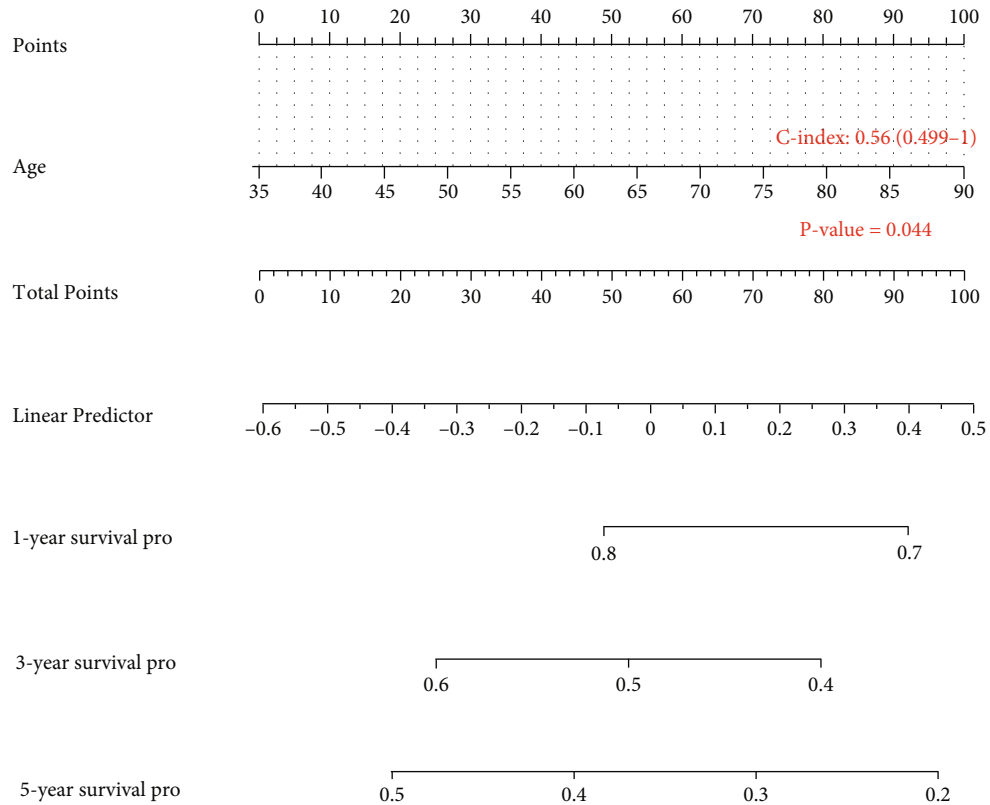 0 10 20 30 40 50 60 70 80 90 100
Points
C-index: 0.56 (0.499–1)
Age
35 40 45 50 55 60 65 70 75 80 85 90
P-value = 0.044
Total Points
0 10 20 30 40 50 60 70 80 90 100
Linear Predictor
–0.6 –0.5 –0.4 –0.3 –0.2 –0.1 0 0.1 0.2 0.3 0.4 0.5
1-year survival pro
0.8 0.7
3-year survival pro
0.6 0.5 0.4
5-year survival pro
0.5 0.4 0.3 0.2